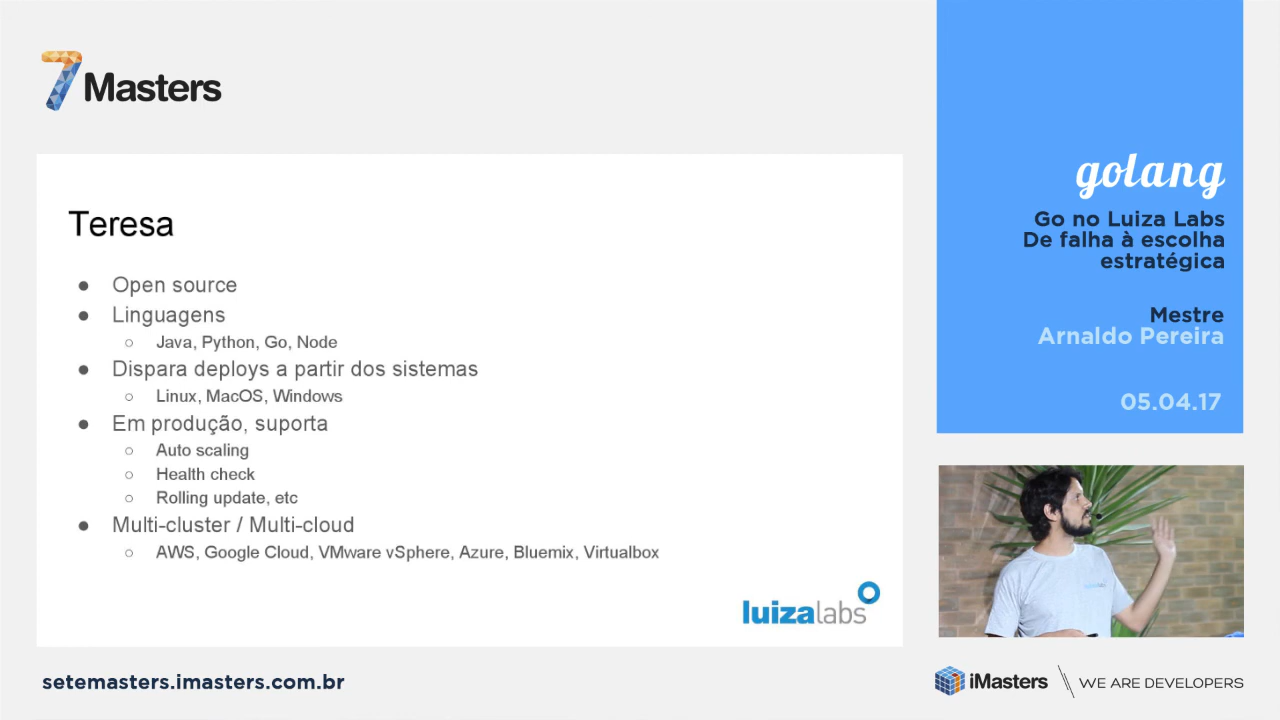 7Masters
Teresa
● Open source
● Linguagens
○ Java, Python, Go, Node
● Dispara deploys a partir dos sistemas
○ Linux, MacOS, Windows
● Em produção, suporta
○ Auto scaling
○ Health check
○ Rolling update, etc
● Multi-cluster / Multi-cloud
○ AWS, Google Cloud, VMware vSphere, Azure, Bluemix, Virtualbox
luizalabs
golang
Go no Luiza Labs
De falha à escolha
estratégica
Mestre
Arnaldo Pereira
05.04.17
luizalabs
setemasters.imasters.com.br
iMasters
WE ARE DEVELOPERS